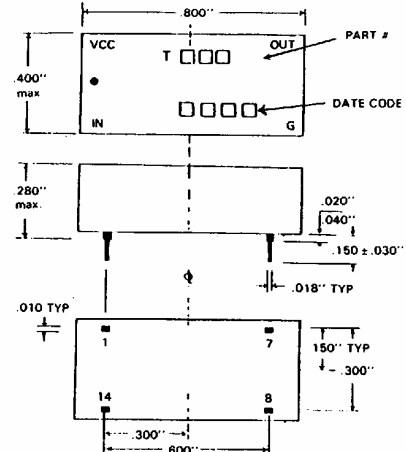 .800"
VCC
OUT
PART #
T
.400"
max
DATE CODE
IN
G
.280"
max.
.020"
.040"
.150 ± .030"
.018" TYP
.010 TYP
1
7
150" TYP
.300"
14
8
.300"
600"